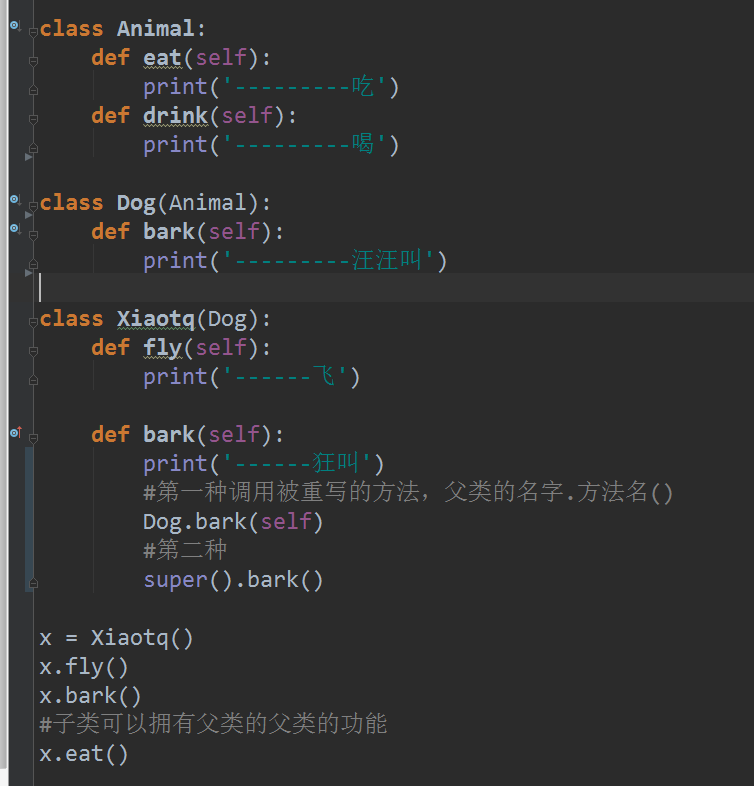 class Animal:
    def eat(self):
        print('---------吃')
    def drink(self):
        print('---------喝')
class Dog(Animal):
    def bark(self):
        print('---------汪汪叫')
class Xiaotq(Dog):
    def fly(self):
        print('------飞')
    def bark(self):
        print('------狂叫')
        #第一种调用被重写的方法，父类的名字.方法名()
        Dog.bark(self)
        #第二种
        super().bark()
x = Xiaotq()
x.fly()
x.bark()
#子类可以拥有父类的父类的功能
x.eat()